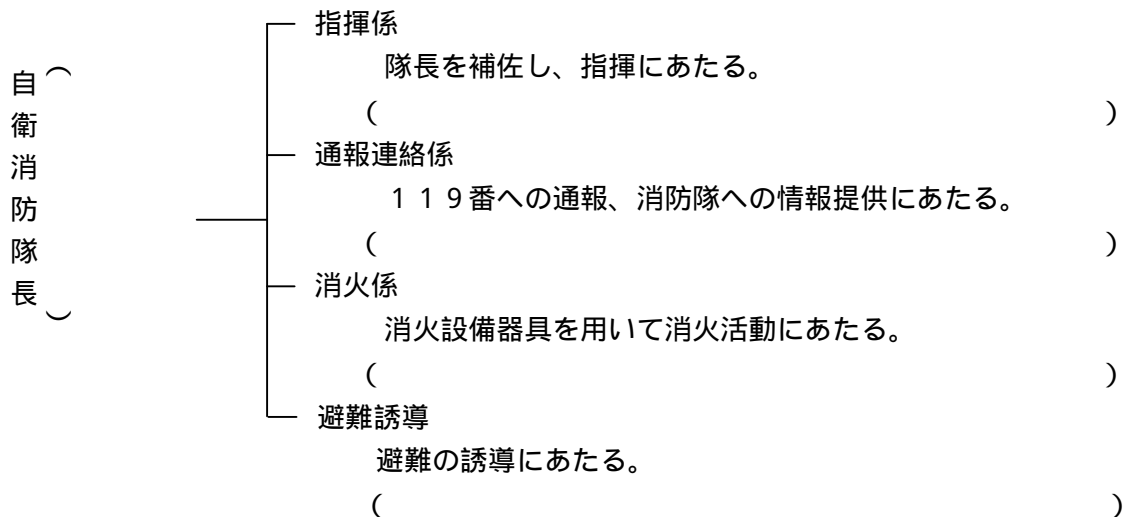 自衛消防隊長
(　　)
指揮係
隊長を補佐し、指揮にあたる。
(　　)
通報連絡係
119番への通報、消防隊への情報提供にあたる。
(　　)
消火係
消火設備器具を用いて消火活動にあたる。
(　　)
避難誘導
避難の誘導にあたる。
(　　)